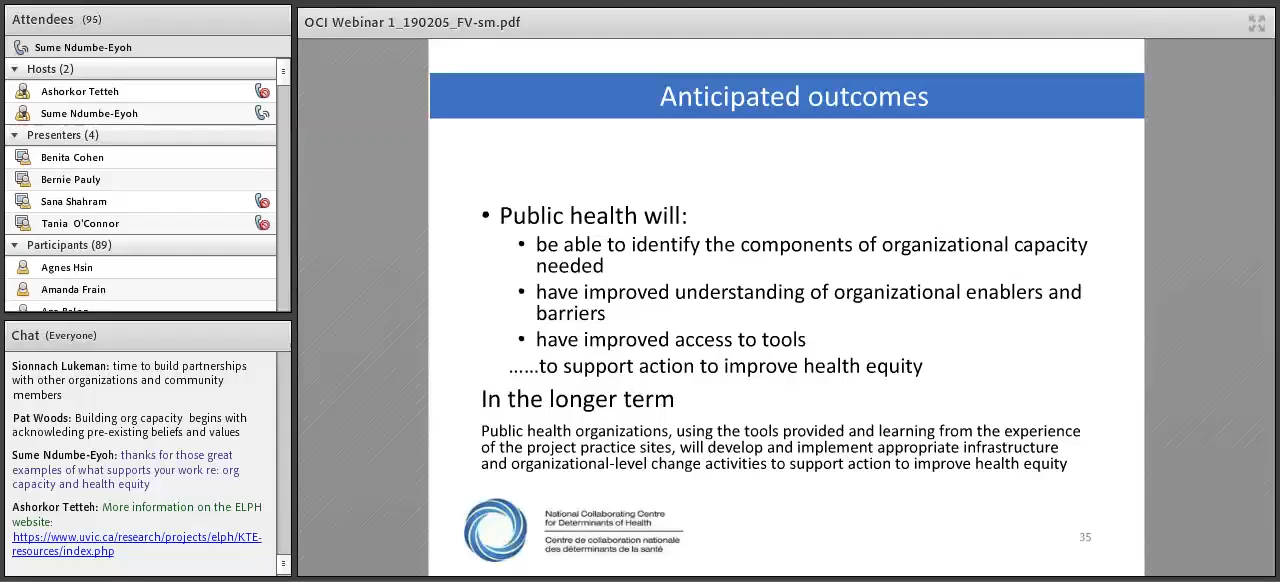 Attendees (95)
Sume Ndumbe-Eyoh
Hosts (2)
Ashorkor Tetteh
Sume Ndumbe-Eyoh
Presenters (4)
Benita Cohen
Bernie Pauly
Sana Shahram
Tania O'Connor
Participants (89)
Agnes Hsin
Amanda Frain
Chat (Everyone)
Sionnach Lukeman: time to build partnerships
with other organizations and community
members
Pat Woods: Building org capacity begins with
acknowleding pre-existing beliefs and values
Sume Ndumbe-Eyoh: thanks for those great
examples of what supports your work re: org
capacity and health equity
Ashorkor Tetteh: More information on the ELPH
website:
https://www.uvic.ca/research/projects/elph/KTE-
resources/index.php
OCI Webinar 1_190205_FV-sm.pdf
Anticipated outcomes
• Public health will:
• be able to identify the components of organizational capacity
needed
• have improved understanding of organizational enablers and
barriers
• have improved access to tools
......to support action to improve health equity
In the longer term
Public health organizations, using the tools provided and learning from the experience
of the project practice sites, will develop and implement appropriate infrastructure
and organizational-level change activities to support action to improve health equity
National Collaborating Centre
for Determinants of Health
Centre de collaboration nationale
des déterminants de la santé
35